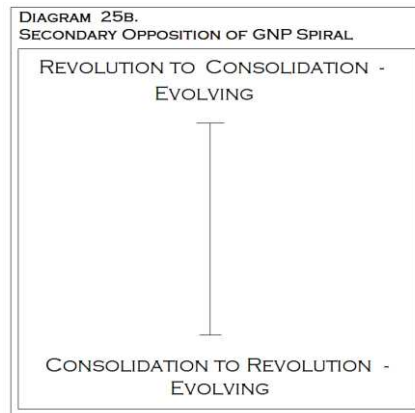 DIAGRAM 25B.
SECONDARY OPPOSITION OF GNP SPIRAL
REVOLUTION TO CONSOLIDATION -
EVOLVING
CONSOLIDATION TO REVOLUTION -
EVOLVING